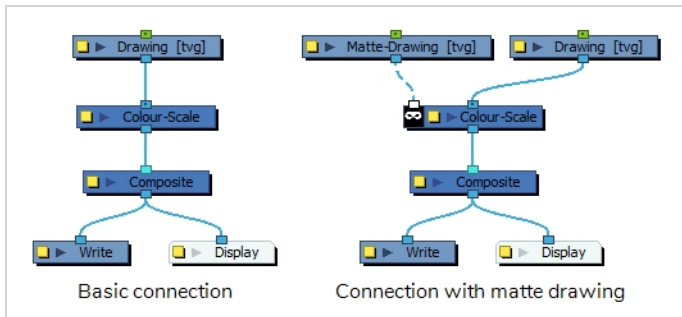 Drawing [tvg]
Colour-Scale
Composite
Write
Display
Basic connection
Matte-Drawing [tvg]
Drawing [tvg]
Colour-Scale
Composite
Write
Display
Connection with matte drawing